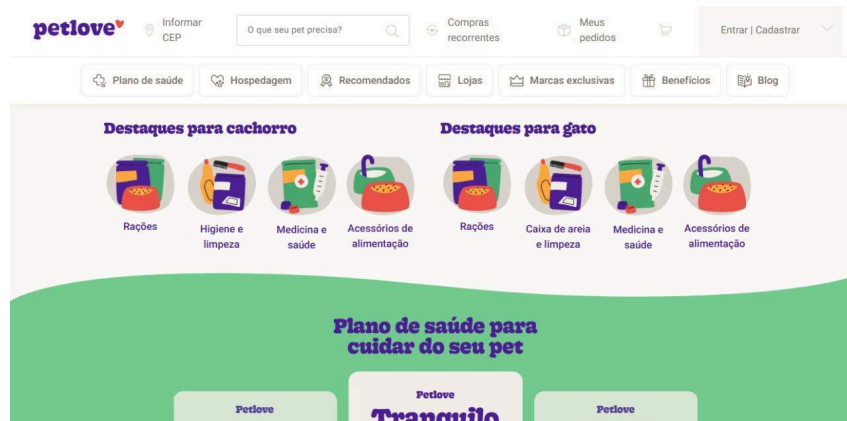 petlove
Informar
CEP
O que seu pet precisa?
Compras
recorrentes
Meus
pedidos
Entrar | Cadastrar
Plano de saúde
Hospedagem
Recomendados
Lojas
Marcas exclusivas
Benefícios
Blog
Destaques para cachorro
Rações
Higiene e
limpeza
Medicina e
saúde
Acessórios de
alimentação
Destaques para gato
Rações
Caixa de areia
e limpeza
Medicina e
saúde
Acessórios de
alimentação
Plano de saúde para
cuidar do seu pet
Petlove
Petlove
Tranquilo
Petlove